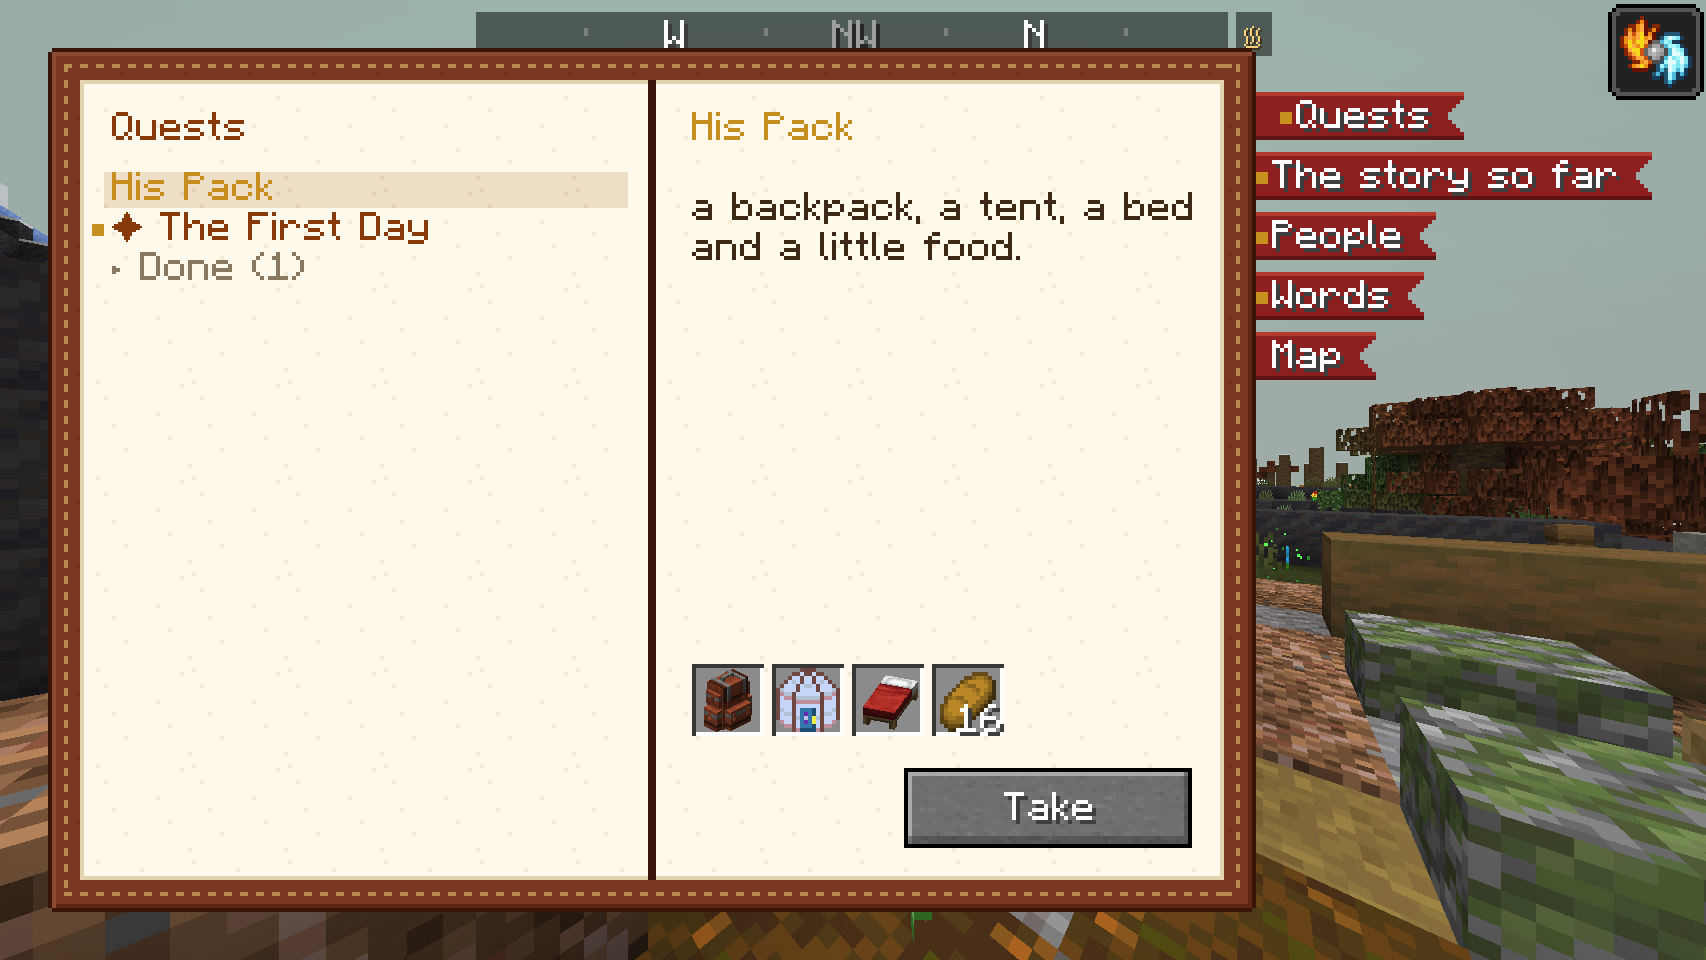 W NW N
Quests
His Pack
The First Day
Done (1)
His Pack
a backpack, a tent, a bed
and a little food.
16
Take
Quests
The story so far
People
Words
Map